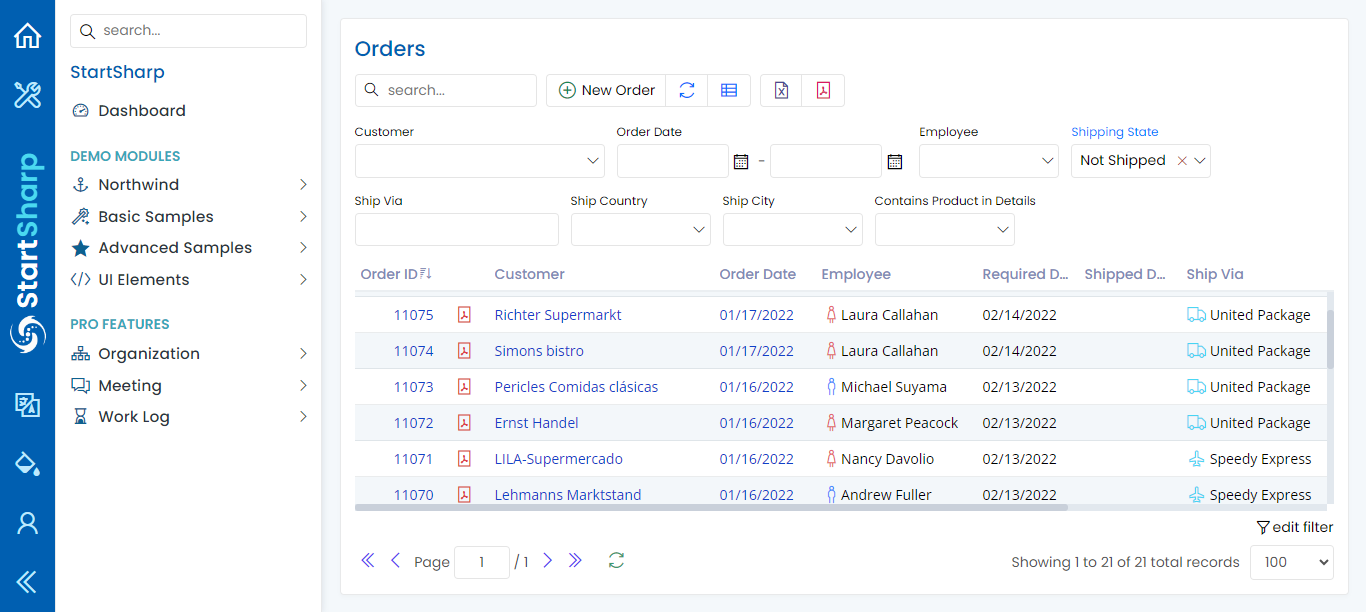 StartSharp
search...
StartSharp
Dashboard
DEMO MODULES
Northwind
Basic Samples
Advanced Samples
UI Elements
PRO FEATURES
Organization
Meeting
Work Log
Orders
search... New Order
Customer Order Date Employee Shipping State
- Not Shipped
Ship Via Ship Country Ship City Contains Product in Details
Order ID Customer Order Date Employee Required D... Shipped D... Ship Via
11075 Richter Supermarkt 01/17/2022 Laura Callahan 02/14/2022 United Package
11074 Simons bistro 01/17/2022 Laura Callahan 02/14/2022 United Package
11073 Pericles Comidas clásicas 01/16/2022 Michael Suyama 02/13/2022 United Package
11072 Ernst Handel 01/16/2022 Margaret Peacock 02/13/2022 United Package
11071 LILA-Supermercado 01/16/2022 Nancy Davolio 02/13/2022 Speedy Express
11070 Lehmanns Marktstand 01/16/2022 Andrew Fuller 02/13/2022 Speedy Express
edit filter
Page 1 / 1 Showing 1 to 21 of 21 total records 100